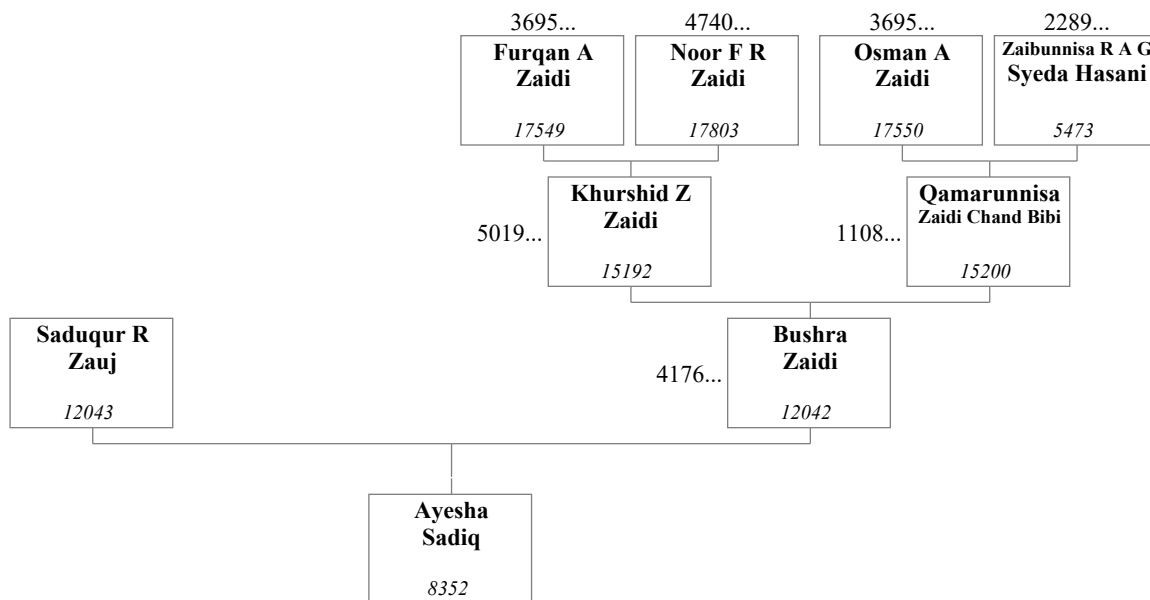 3695...
4740...
3695...
2289...
Furqan A
Zaidi
17549
Noor F R
Zaidi
17803
Osman A
Zaidi
17550
Zaibunnisa R A G
Syeda Hasani
5473
5019...
Khurshid Z
Zaidi
15192
1108...
Qamarunnisa
Zaidi Chand Bibi
15200
Saduqur R
Zauj
12043
4176...
Bushra
Zaidi
12042
Ayesha
Sadiq
8352